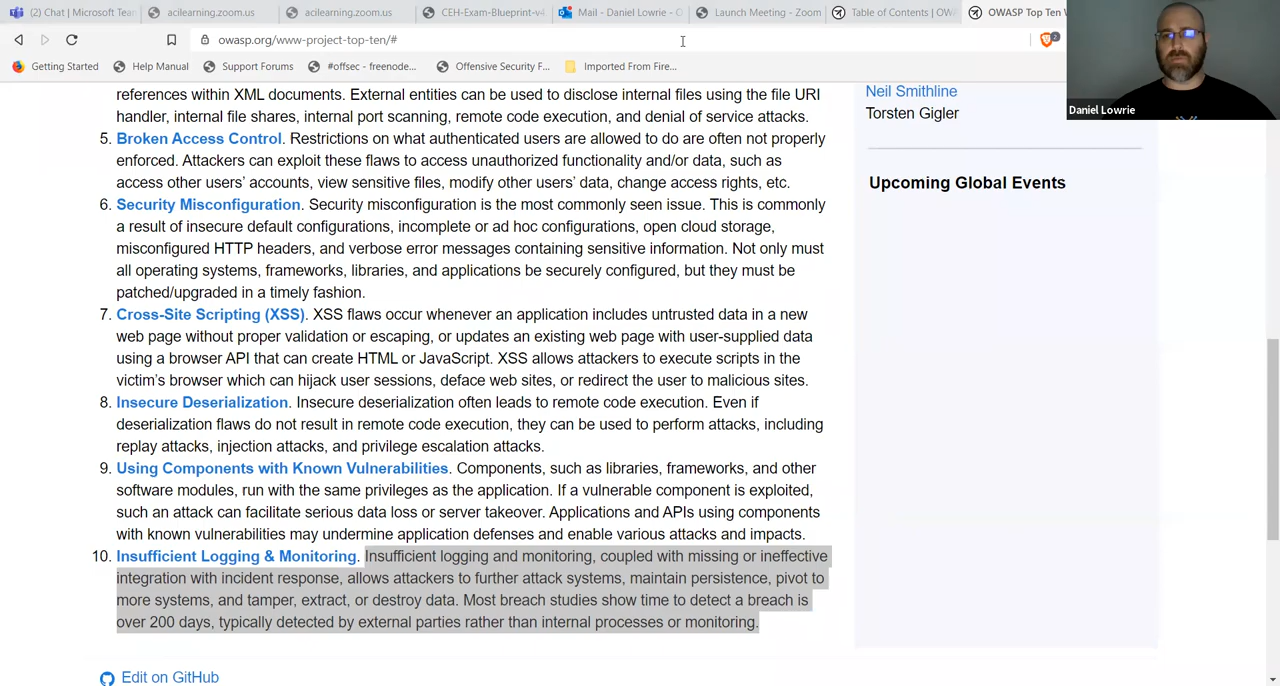 (2) Chat | Microsoft Tear
acilearning.zoom.us
acilearning.zoom.us
CEH-Exam-Blueprint-v4
Mail - Daniel Lowrie - O
Launch Meeting - Zoom
Table of Contents | OW
OWASP Top Ten W
owasp.org/www-project-top-ten/#
2
Getting Started
Help Manual
Support Forums
#offsec - freenode...
Offensive Security F...
Imported From Fire...
Daniel Lowrie
references within XML documents. External entities can be used to disclose internal files using the file URI
handler, internal file shares, internal port scanning, remote code execution, and denial of service attacks.
5. Broken Access Control. Restrictions on what authenticated users are allowed to do are often not properly
enforced. Attackers can exploit these flaws to access unauthorized functionality and/or data, such as
access other users' accounts, view sensitive files, modify other users' data, change access rights, etc.
6. Security Misconfiguration. Security misconfiguration is the most commonly seen issue. This is commonly
a result of insecure default configurations, incomplete or ad hoc configurations, open cloud storage,
misconfigured HTTP headers, and verbose error messages containing sensitive information. Not only must
all operating systems, frameworks, libraries, and applications be securely configured, but they must be
patched/upgraded in a timely fashion.
7. Cross-Site Scripting (XSS). XSS flaws occur whenever an application includes untrusted data in a new
web page without proper validation or escaping, or updates an existing web page with user-supplied data
using a browser API that can create HTML or JavaScript. XSS allows attackers to execute scripts in the
victim's browser which can hijack user sessions, deface web sites, or redirect the user to malicious sites.
8. Insecure Deserialization. Insecure deserialization often leads to remote code execution. Even if
deserialization flaws do not result in remote code execution, they can be used to perform attacks, including
replay attacks, injection attacks, and privilege escalation attacks.
9. Using Components with Known Vulnerabilities. Components, such as libraries, frameworks, and other
software modules, run with the same privileges as the application. If a vulnerable component is exploited,
such an attack can facilitate serious data loss or server takeover. Applications and APIs using components
with known vulnerabilities may undermine application defenses and enable various attacks and impacts.
10. Insufficient Logging & Monitoring. Insufficient logging and monitoring, coupled with missing or ineffective
integration with incident response, allows attackers to further attack systems, maintain persistence, pivot to
more systems, and tamper, extract, or destroy data. Most breach studies show time to detect a breach is
over 200 days, typically detected by external parties rather than internal processes or monitoring.
Edit on GitHub
Neil Smithline
Torsten Gigler
Upcoming Global Events